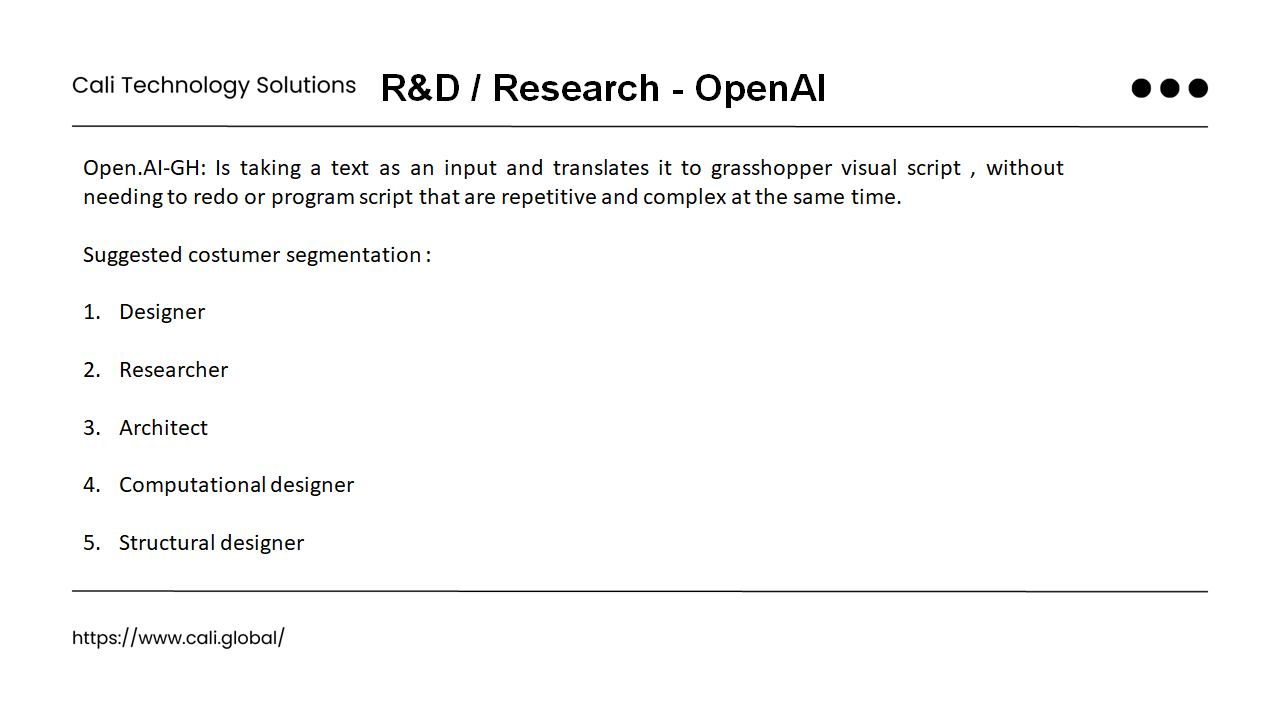 Cali Technology Solutions R&D / Research - OpenAI
Open.AI-GH: Is taking a text as an input and translates it to grasshopper visual script , without
needing to redo or program script that are repetitive and complex at the same time.
Suggested costumer segmentation :
1. Designer
2. Researcher
3. Architect
4. Computational designer
5. Structural designer
https://www.cali.global/